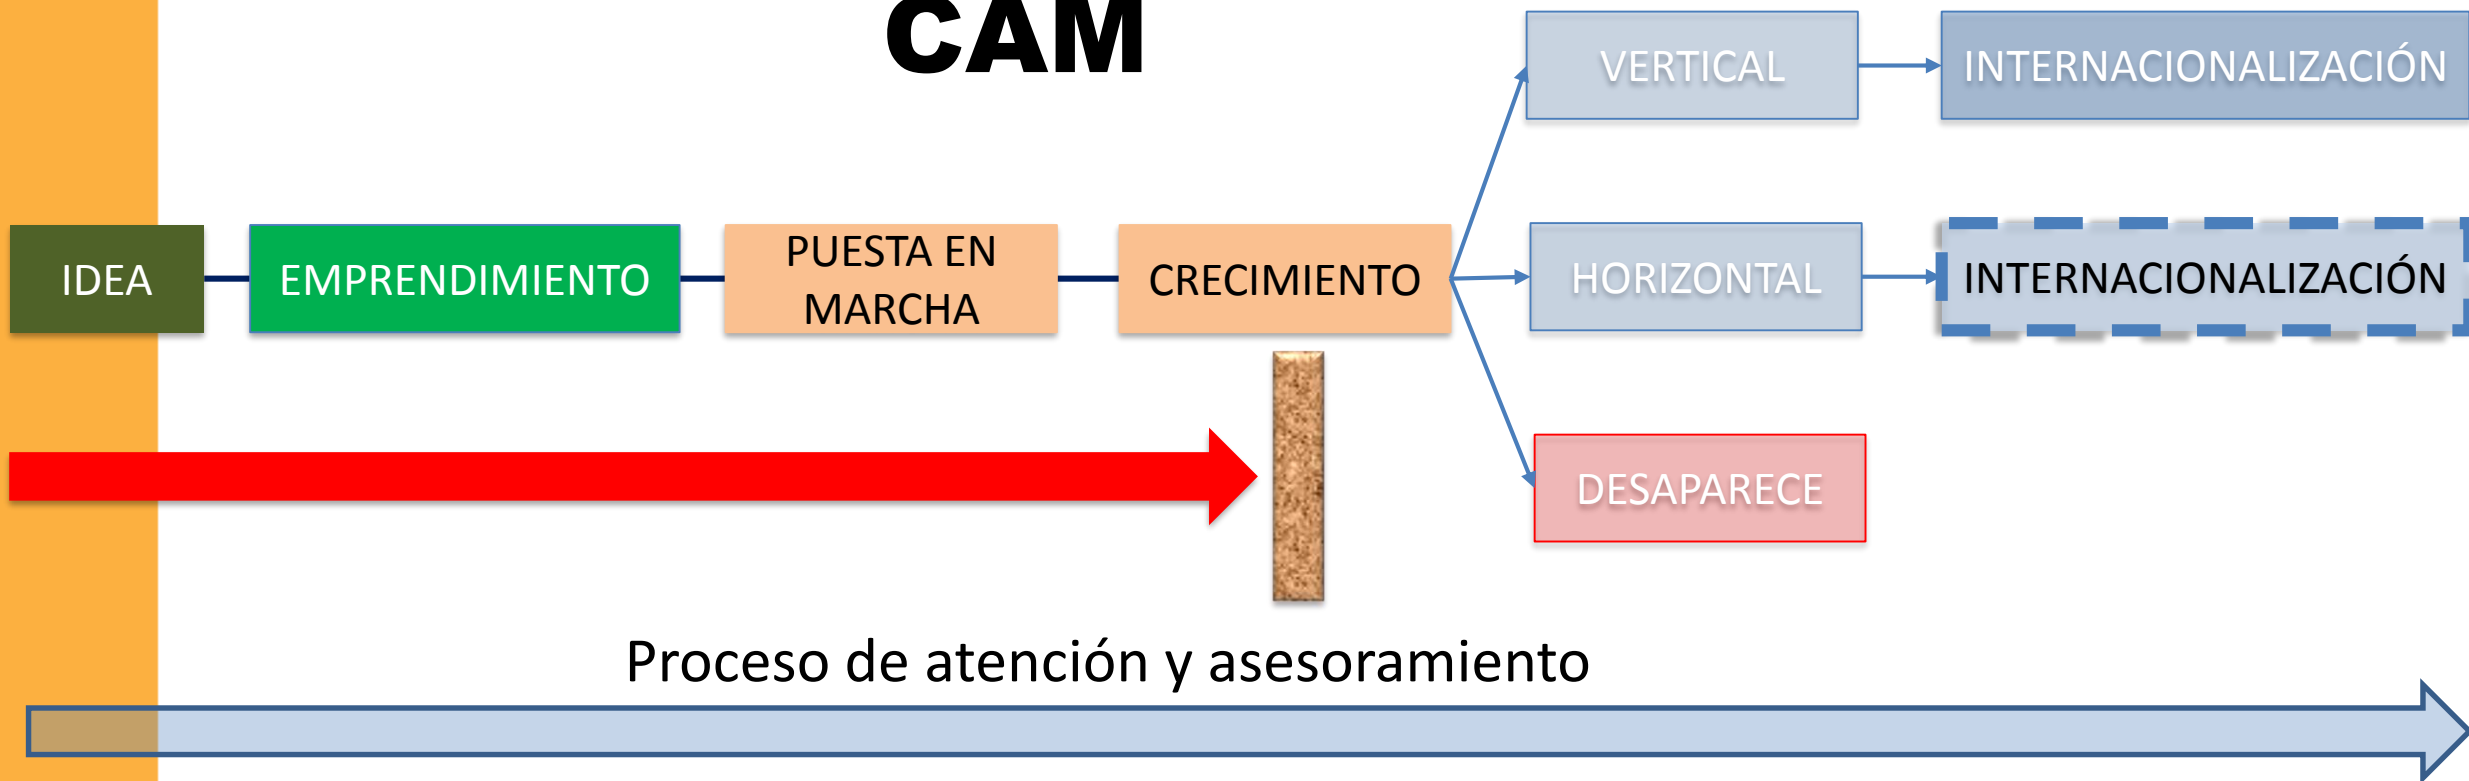 CAM
VERTICAL
INTERNACIONALIZACIÓN
IDEA
EMPRENDIMIENTO
PUESTA EN
MARCHA
CRECIMIENTO
HORIZONTAL
INTERNACIONALIZACIÓN
DESAPARECE
Proceso de atención y asesoramiento